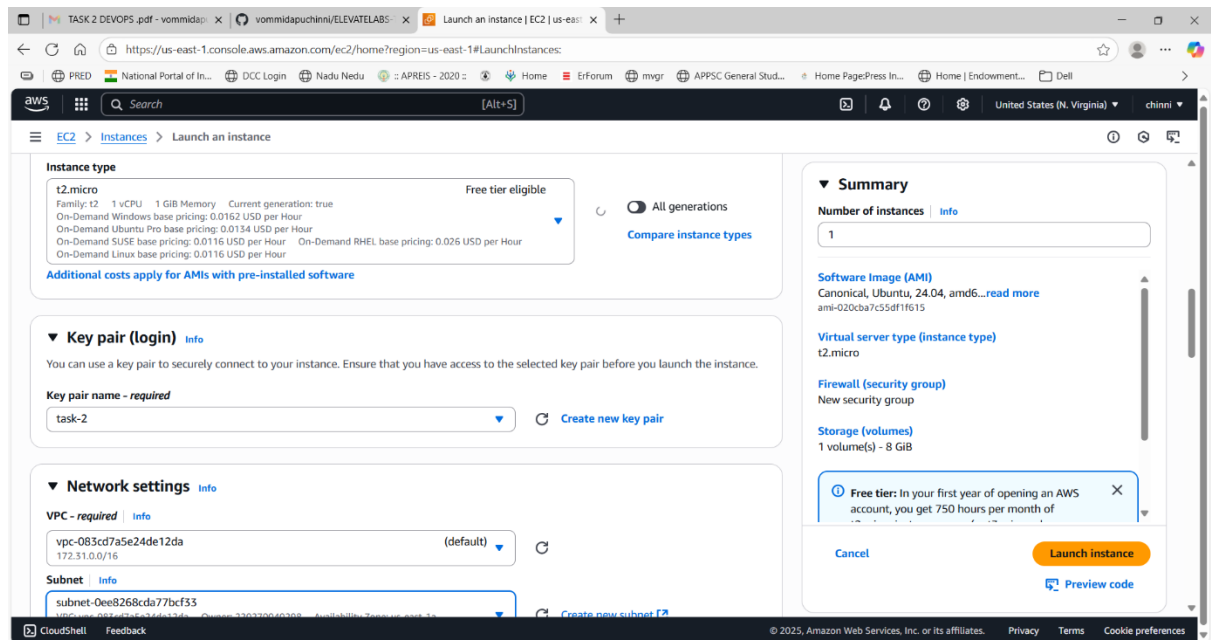 TASK 2 DEVOPS .pdf - vommidap
vommidapuchinni/ELEVATELABS-
Launch an instance | EC2 | us-east
https://us-east-1.console.aws.amazon.com/ec2/home?region=us-east-1#LaunchInstances:
PRED
National Portal of In...
DCC Login
Nadu Nedu
:: APREIS - 2020 ::
Home
ErForum
mvgr
APPSC General Stud...
Home Page:Press In...
Home | Endowment...
Dell
aws
Search
[Alt+S]
United States (N. Virginia)
chinni
EC2 > Instances > Launch an instance
Instance type
t2.micro
Free tier eligible
Family: t2 1 vCPU 1 GiB Memory Current generation: true
On-Demand Windows base pricing: 0.0162 USD per Hour
On-Demand Ubuntu Pro base pricing: 0.0134 USD per Hour
On-Demand SUSE base pricing: 0.0116 USD per Hour On-Demand RHEL base pricing: 0.026 USD per Hour
On-Demand Linux base pricing: 0.0116 USD per Hour
All generations
Compare instance types
Additional costs apply for AMIs with pre-installed software
Key pair (login) Info
You can use a key pair to securely connect to your instance. Ensure that you have access to the selected key pair before you launch the instance.
Key pair name - required
task-2
Create new key pair
Network settings Info
VPC - required Info
vpc-083cd7a5e24de12da
(default)
172.31.0.0/16
Subnet Info
subnet-0ee8268cda77bcf33
Create new subnet
Summary
Number of instances Info
1
Software Image (AMI)
Canonical, Ubuntu, 24.04, amd6...read more
ami-020cba7c55df1f615
Virtual server type (instance type)
t2.micro
Firewall (security group)
New security group
Storage (volumes)
1 volume(s) - 8 GiB
Free tier: In your first year of opening an AWS
account, you get 750 hours per month of
Cancel
Launch instance
Preview code
CloudShell
Feedback
© 2025, Amazon Web Services, Inc. or its affiliates.
Privacy
Terms
Cookie preferences